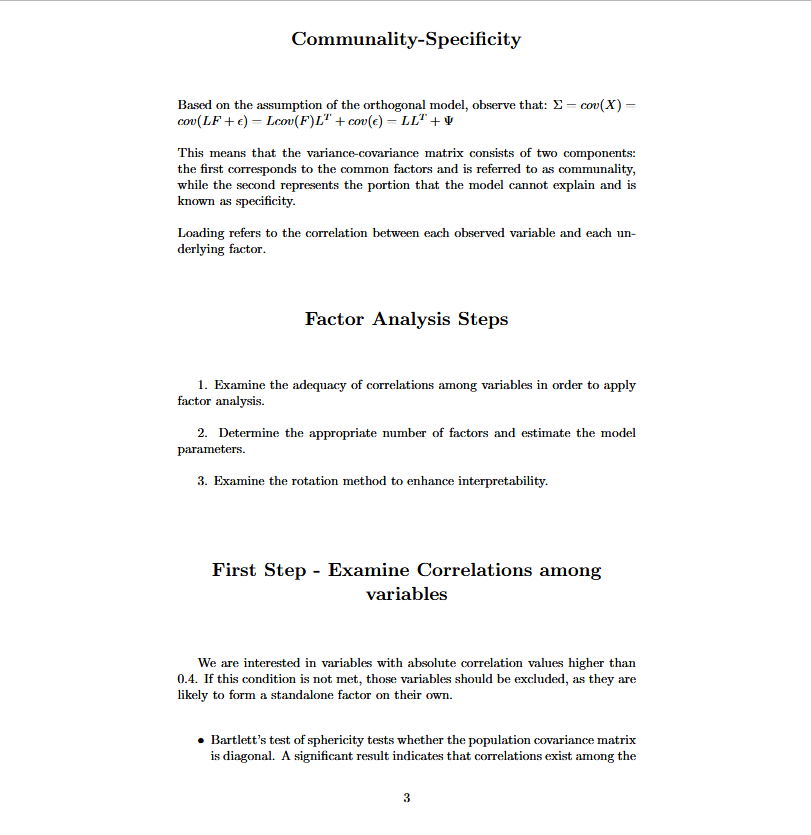 Communality-Specificity
Based on the assumption of the orthogonal model, observe that: Σ = cov(X) =
cov(LF + ϵ) = Lcov(F)Lᵀ + cov(ϵ) = LLᵀ + Ψ
This means that the variance-covariance matrix consists of two components:
the first corresponds to the common factors and is referred to as communality,
while the second represents the portion that the model cannot explain and is
known as specificity.
Loading refers to the correlation between each observed variable and each un-
derlying factor.
Factor Analysis Steps
1. Examine the adequacy of correlations among variables in order to apply
factor analysis.
2. Determine the appropriate number of factors and estimate the model
parameters.
3. Examine the rotation method to enhance interpretability.
First Step - Examine Correlations among
variables
We are interested in variables with absolute correlation values higher than
0.4. If this condition is not met, those variables should be excluded, as they are
likely to form a standalone factor on their own.
• Bartlett's test of sphericity tests whether the population covariance matrix
is diagonal. A significant result indicates that correlations exist among the
3